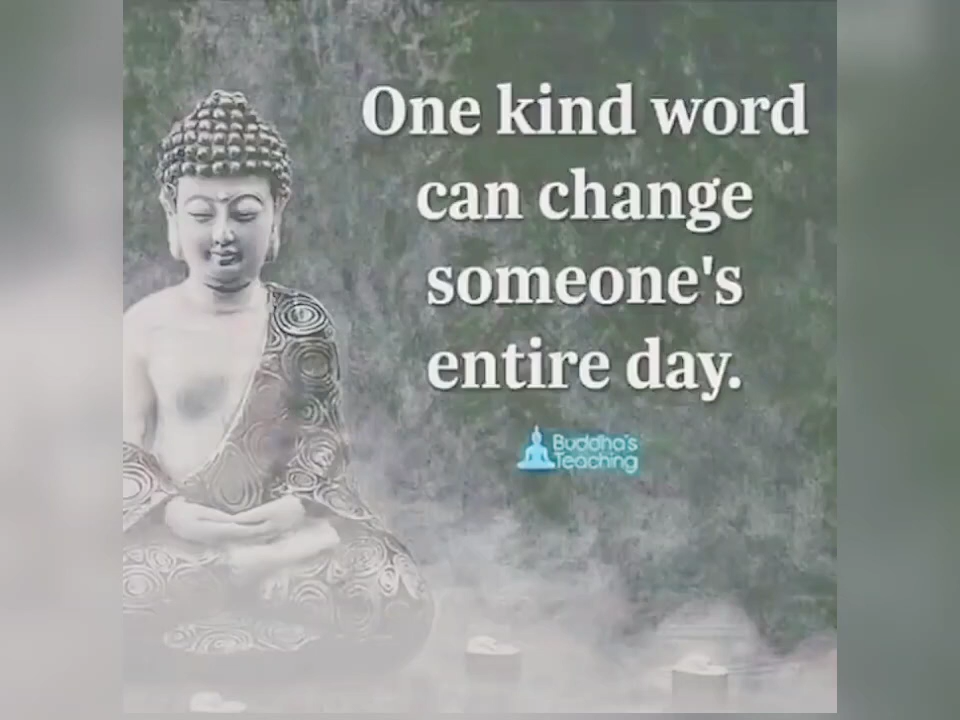 One kind word
can change
someone's
entire day.
Buddha's
Teaching